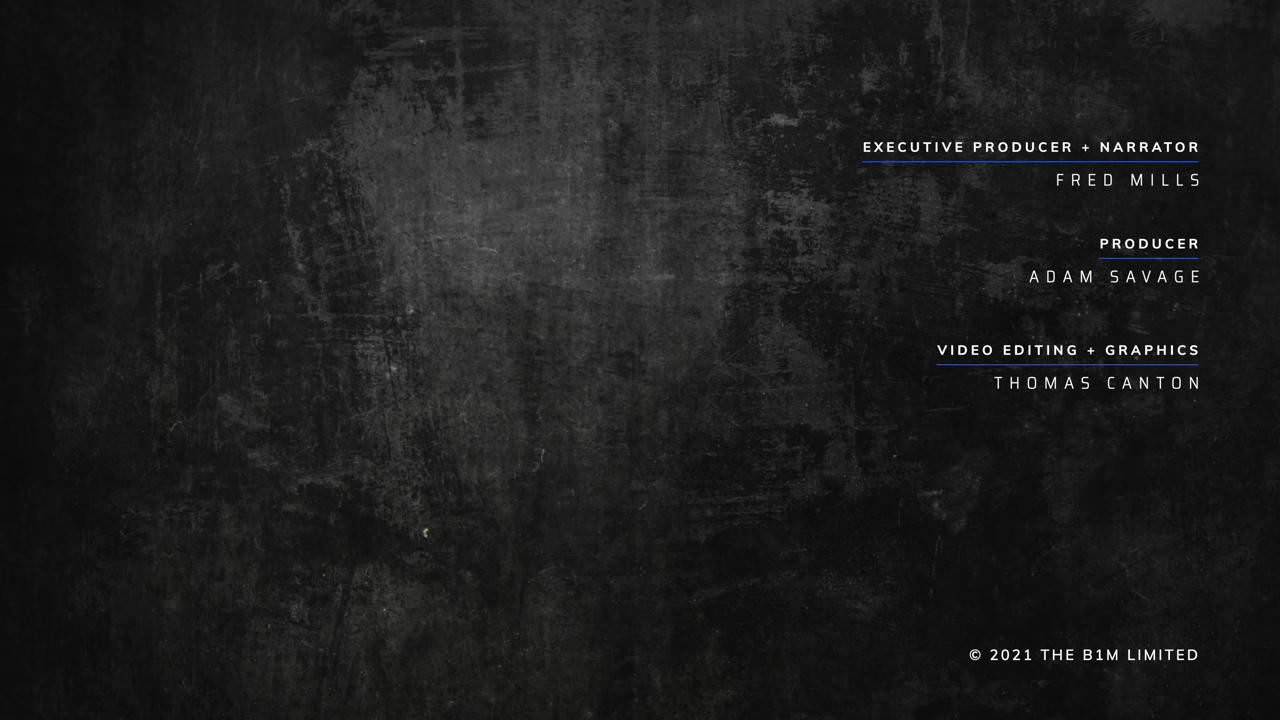 EXECUTIVE PRODUCER + NARRATOR
FRED MILLS
PRODUCER
ADAM SAVAGE
VIDEO EDITING + GRAPHICS
THOMAS CANTON
© 2021 THE B1M LIMITED